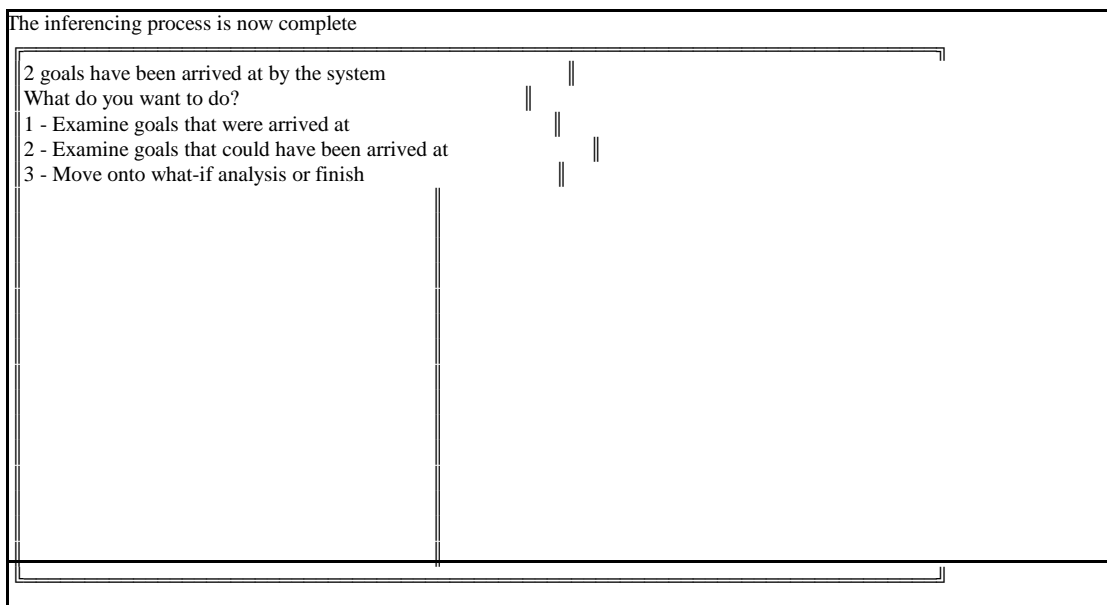 The inferencing process is now complete
2 goals have been arrived at by the system
What do you want to do?
1 - Examine goals that were arrived at
2 - Examine goals that could have been arrived at
3 - Move onto what-if analysis or finish